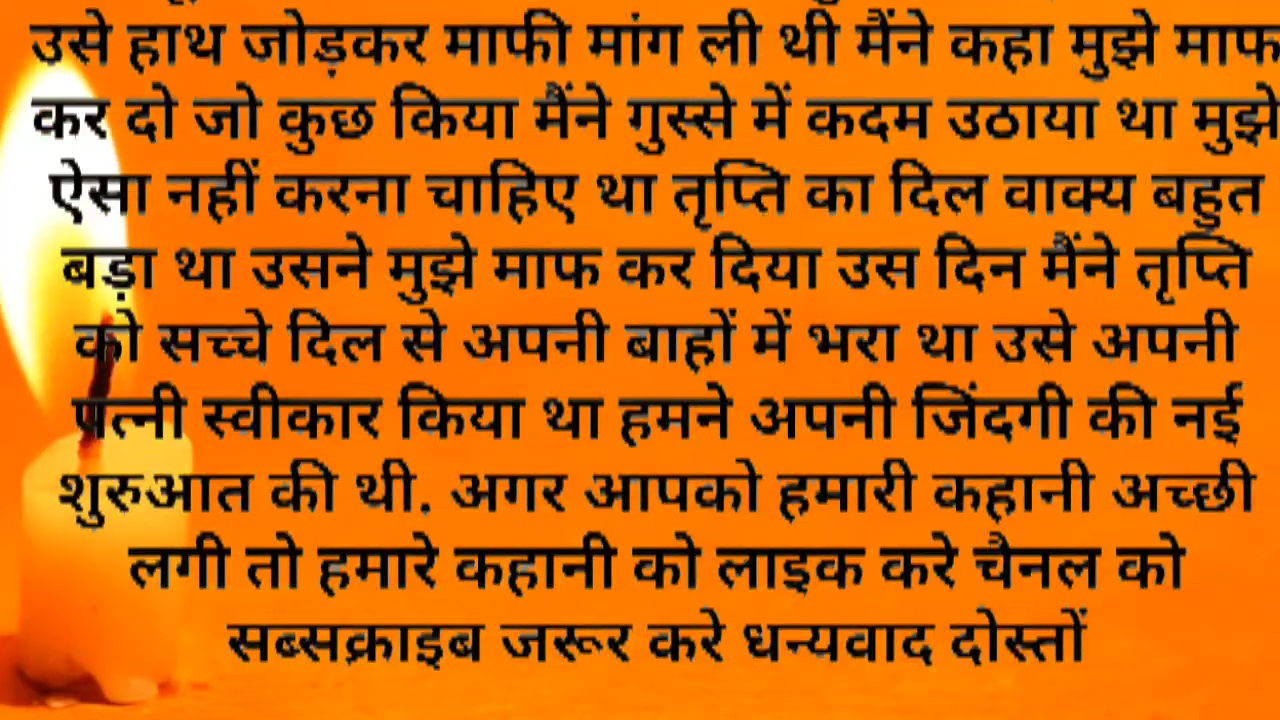 उसे हाथ जोड़कर माफी मांग ली थी मैंने कहा मुझे माफ
कर दो जो कुछ किया मैंने गुस्से में कदम उठाया था मुझे
ऐसा नहीं करना चाहिए था तृप्ति का दिल वाक्य बहुत
बड़ा था उसने मुझे माफ कर दिया उस दिन मैंने तृप्ति
को सच्चे दिल से अपनी बाहों में भरा था उसे अपनी
पत्नी स्वीकार किया था हमने अपनी जिंदगी की नई
शुरुआत की थी. अगर आपको हमारी कहानी अच्छी
लगी तो हमारे कहानी को लाइक करे चैनल को
सब्सक्राइब जरूर करे धन्यवाद दोस्तों